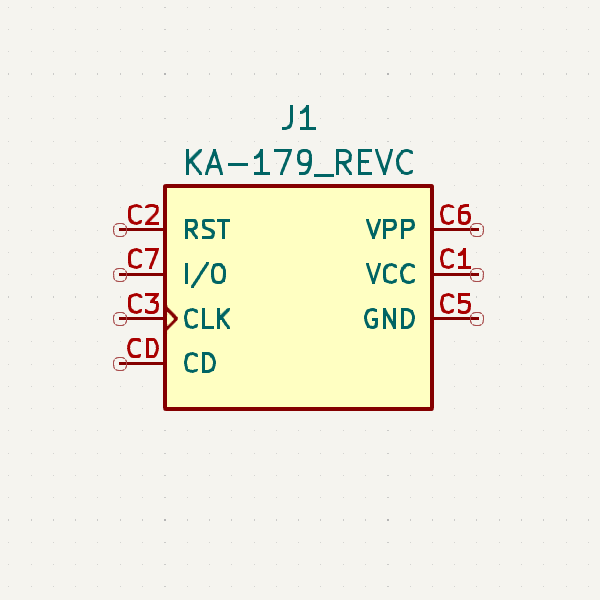 J1
KA-179_REVC
C2 RST VPP C6
C7 I/O VCC C1
C3 CLK GND C5
CD CD